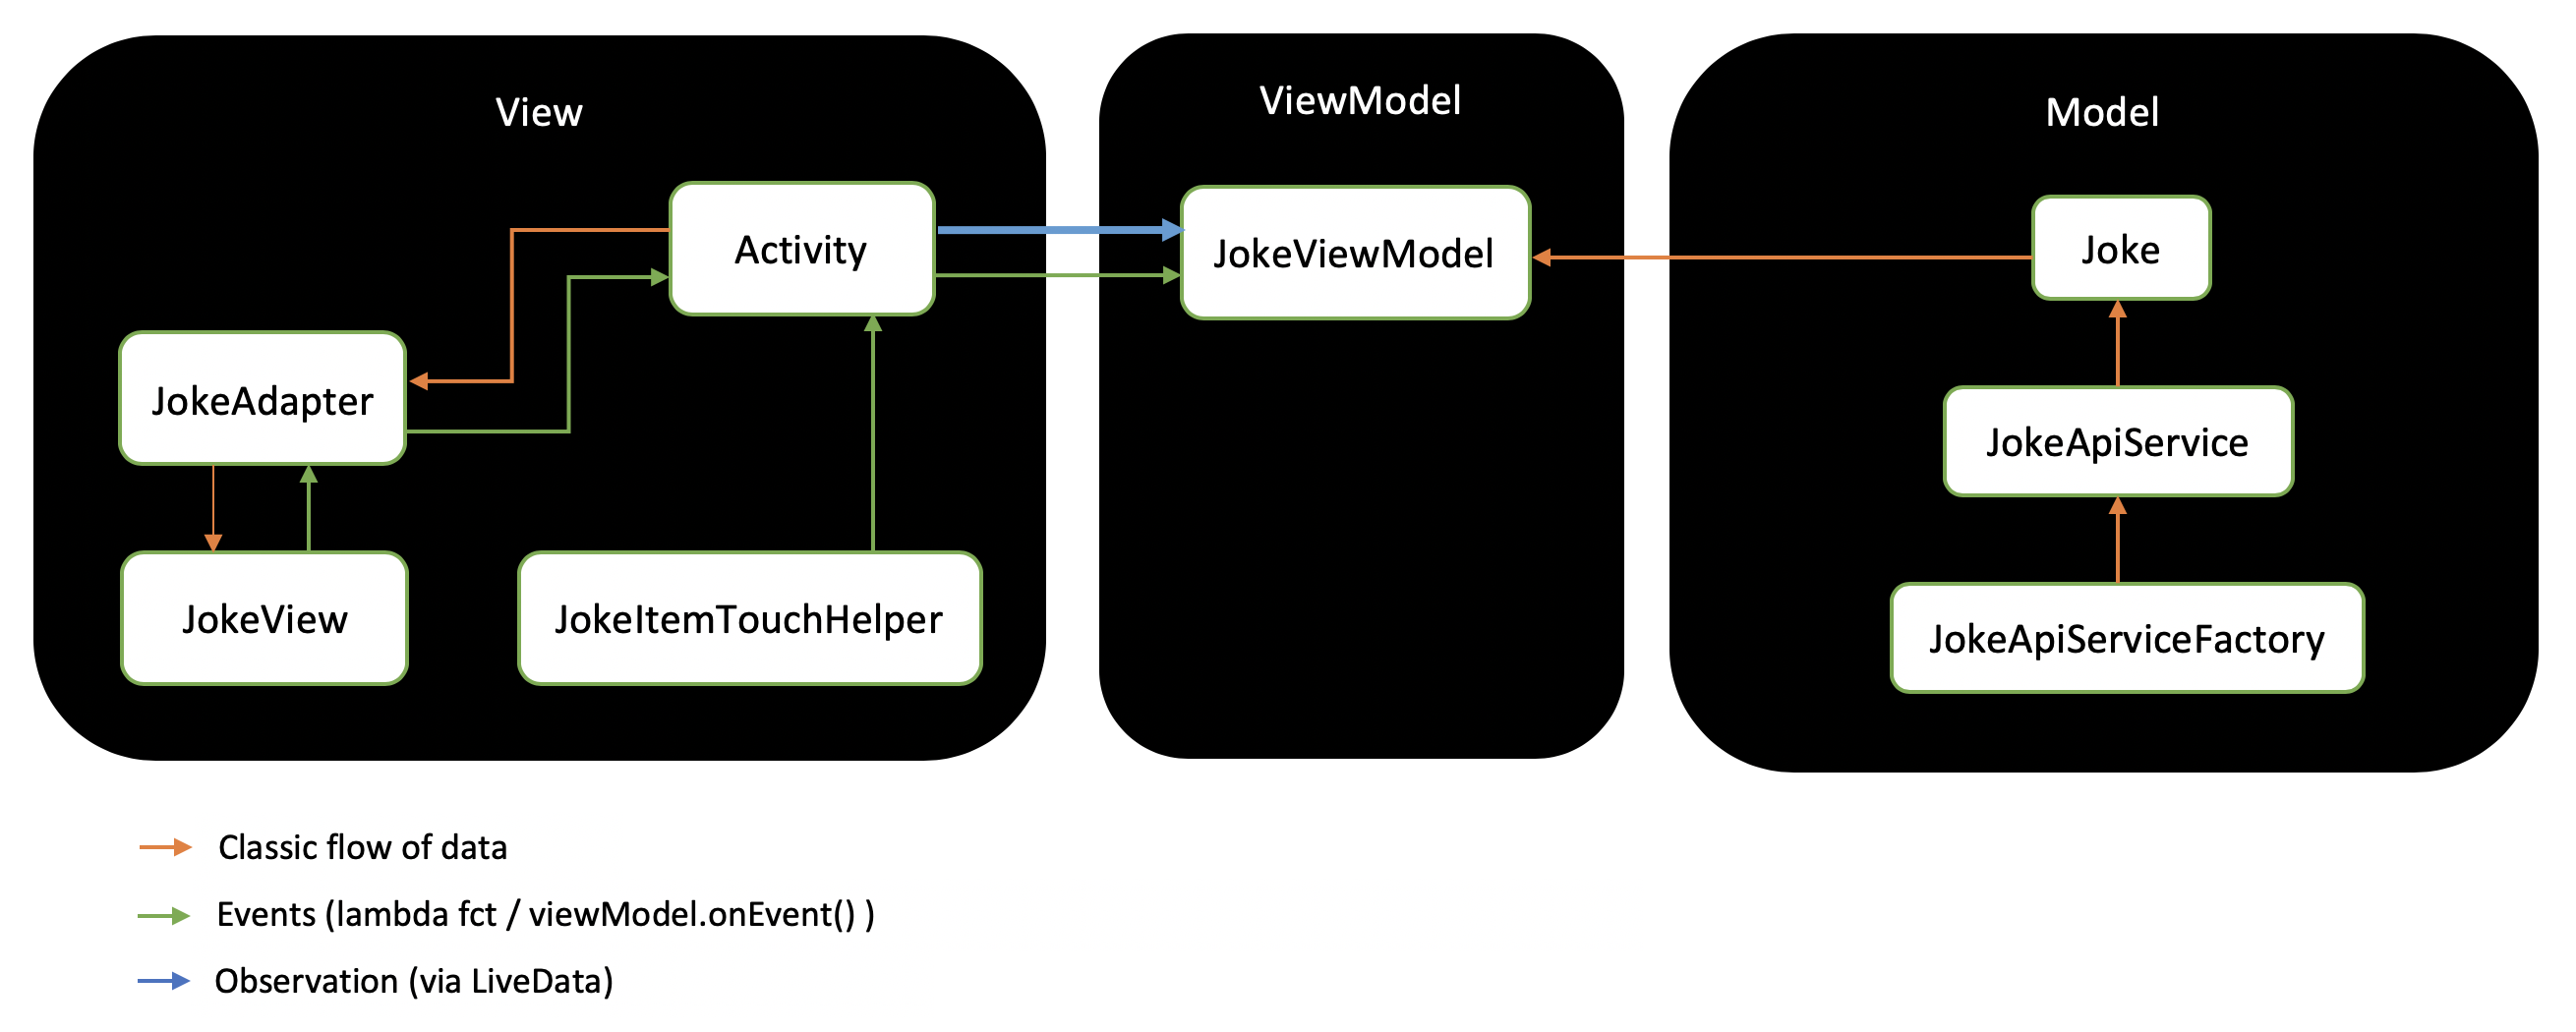 View
Activity
JokeAdapter
JokeView
JokeItemTouchHelper
ViewModel
JokeViewModel
Model
Joke
JokeApiService
JokeApiServiceFactory
Classic flow of data
Events (lambda fct / viewModel.onEvent() )
Observation (via LiveData)